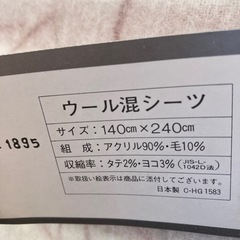 ウール混シーツ
サイズ：140cm×240cm
組成：アクリル90%・毛10%
収縮率：タテ2%・ヨコ3%（JIS-L-1042D法）
※取扱い絵表示は商品に添付してございます。
日本製 C-HG1583
1895